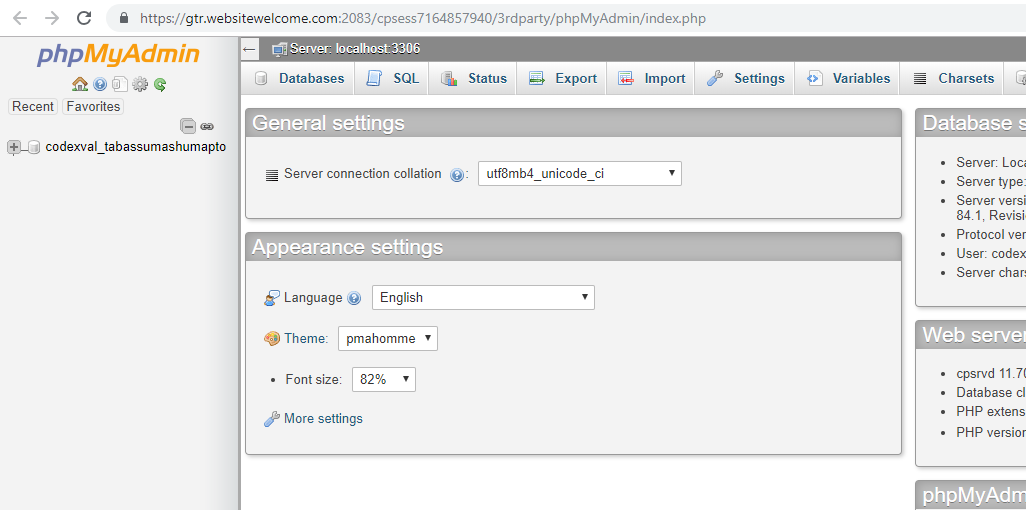 https://gtr.websitewelcome.com:2083/cpsess7164857940/3rdparty/phpMyAdmin/index.php
phpMyAdmin
Recent Favorites
codexval_tabassumashumapto
Server: localhost:3306
Databases SQL Status Export Import Settings Variables Charsets
General settings
Server connection collation : utf8mb4_unicode_ci
Appearance settings
Language English
Theme: pmahomme
Font size: 82%
More settings
Database s
Server: Loca
Server type:
Server versi
84.1, Revisi
Protocol ver
User: codex
Server chars
Web server
cpsrvd 11.70
Database cl
PHP extens
PHP version
phpMyAdm